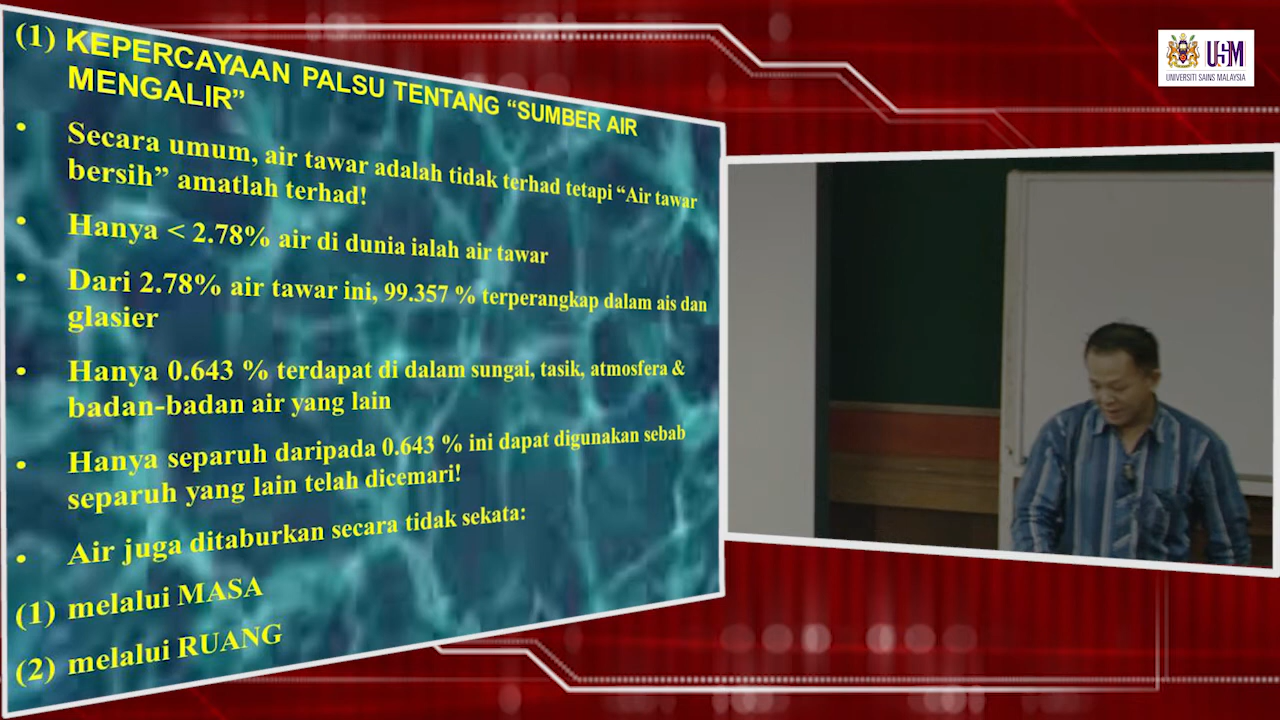 (1) KEPERCAYAAN PALSU TENTANG “SUMBER AIR
MENGALIR”
• Secara umum, air tawar adalah tidak terhad tetapi “Air tawar
bersih” amatlah terhad!
• Hanya < 2.78% air di dunia ialah air tawar
• Dari 2.78% air tawar ini, 99.357 % terperangkap dalam ais dan
glasier
• Hanya 0.643 % terdapat di dalam sungai, tasik, atmosfera &
badan-badan air yang lain
• Hanya separuh daripada 0.643 % ini dapat digunakan sebab
separuh yang lain telah dicemari!
• Air juga ditaburkan secara tidak sekata:
(1) melalui MASA
(2) melalui RUANG
USM
UNIVERSITI SAINS MALAYSIA